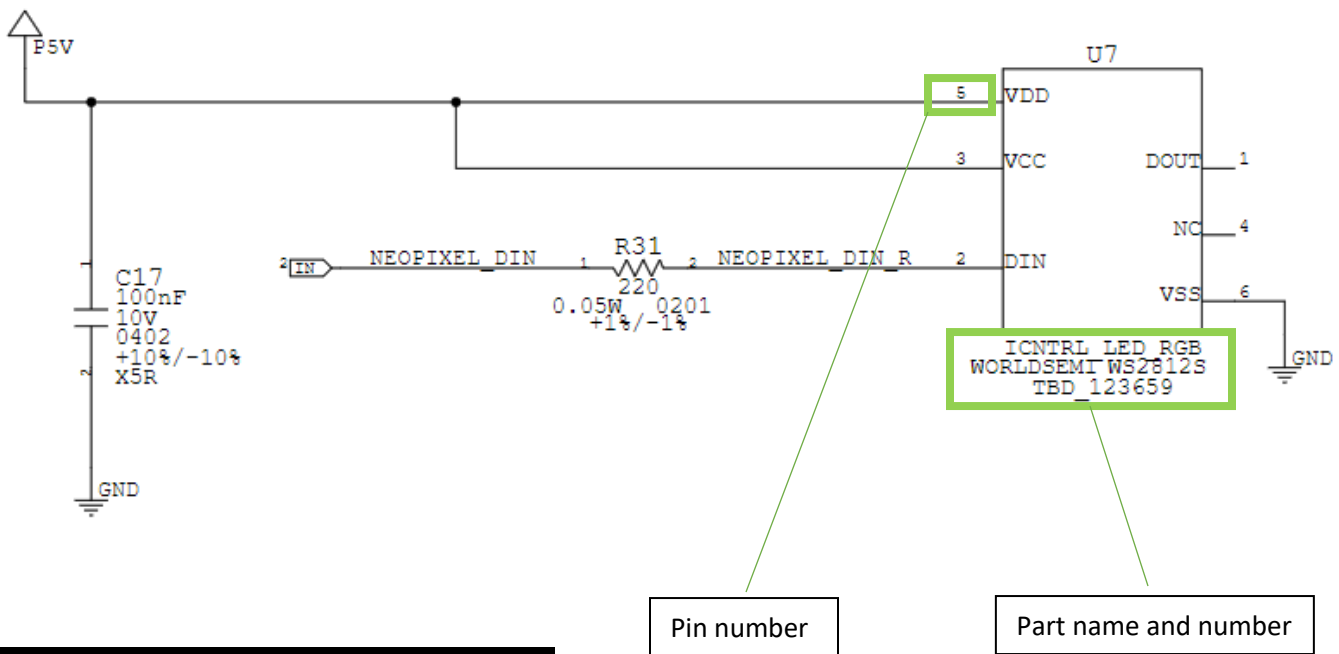 P5V
U7
5
VDD
3
VCC
DOUT
1
NC
4
2
IN
NEOPIXEL_DIN
1
R31
2
NEOPIXEL_DIN_R
2
DIN
220
0.05W 0201
+1%/-1%
VSS
6
1
C17
100nF
10V
0402
+10%/-10%
X5R
2
ICNTRL_LED_RGB
WORLDSEMI WS2812S
TBD_123659
GND
GND
Pin number
Part name and number